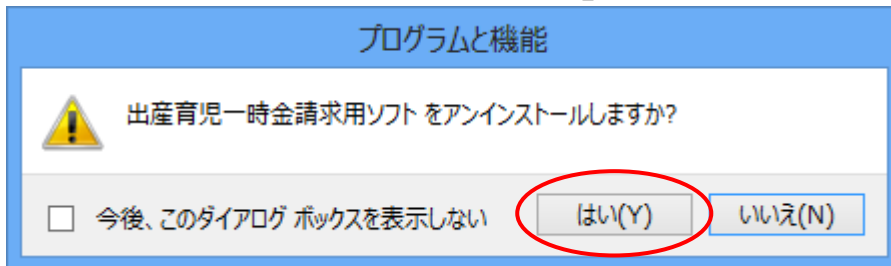 プログラムと機能
出産育児一時金請求用ソフト をアンインストールしますか?
今後、このダイアログ ボックスを表示しない
はい(Y)
いいえ(N)